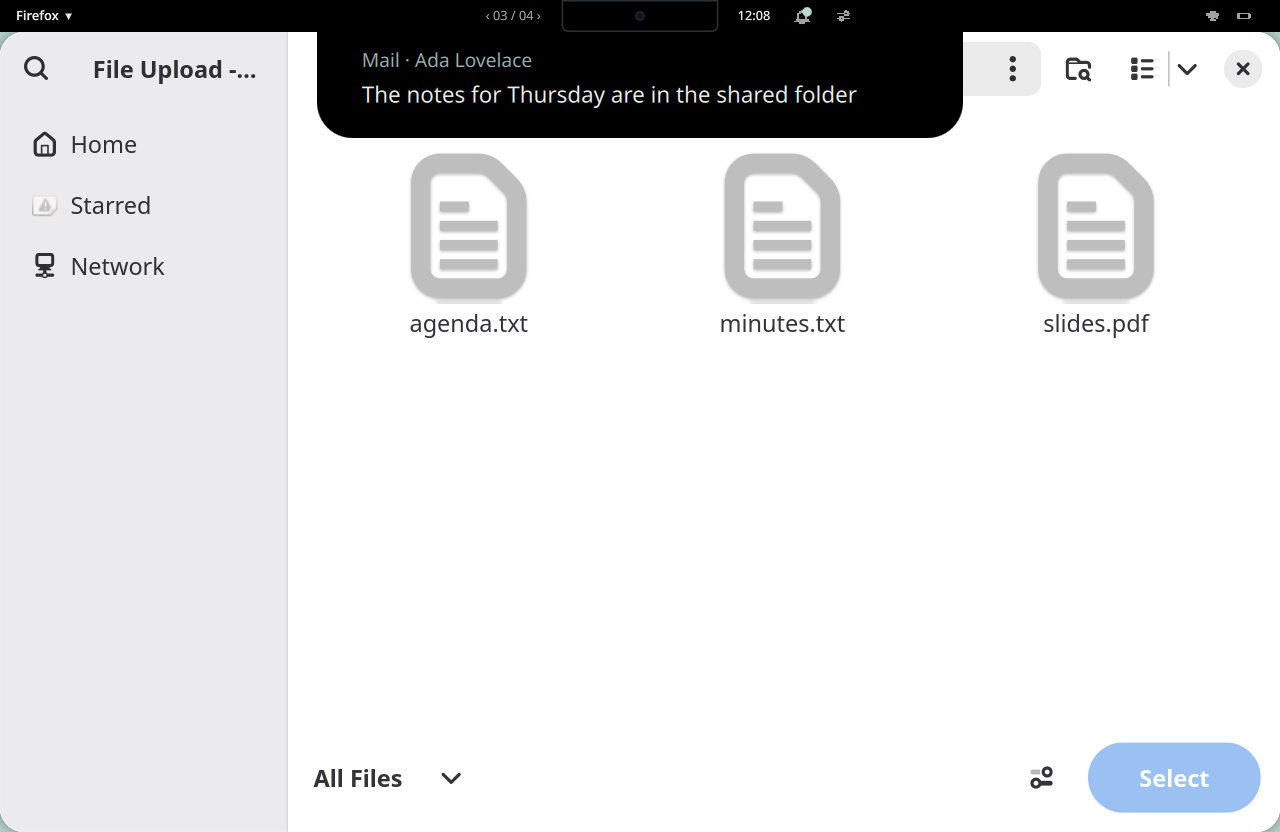 Firefox ▾
‹ 03 / 04 ›
12:08
Mail · Ada Lovelace
The notes for Thursday are in the shared folder
File Upload -...
Home
Starred
Network
agenda.txt
minutes.txt
slides.pdf
All Files
Select